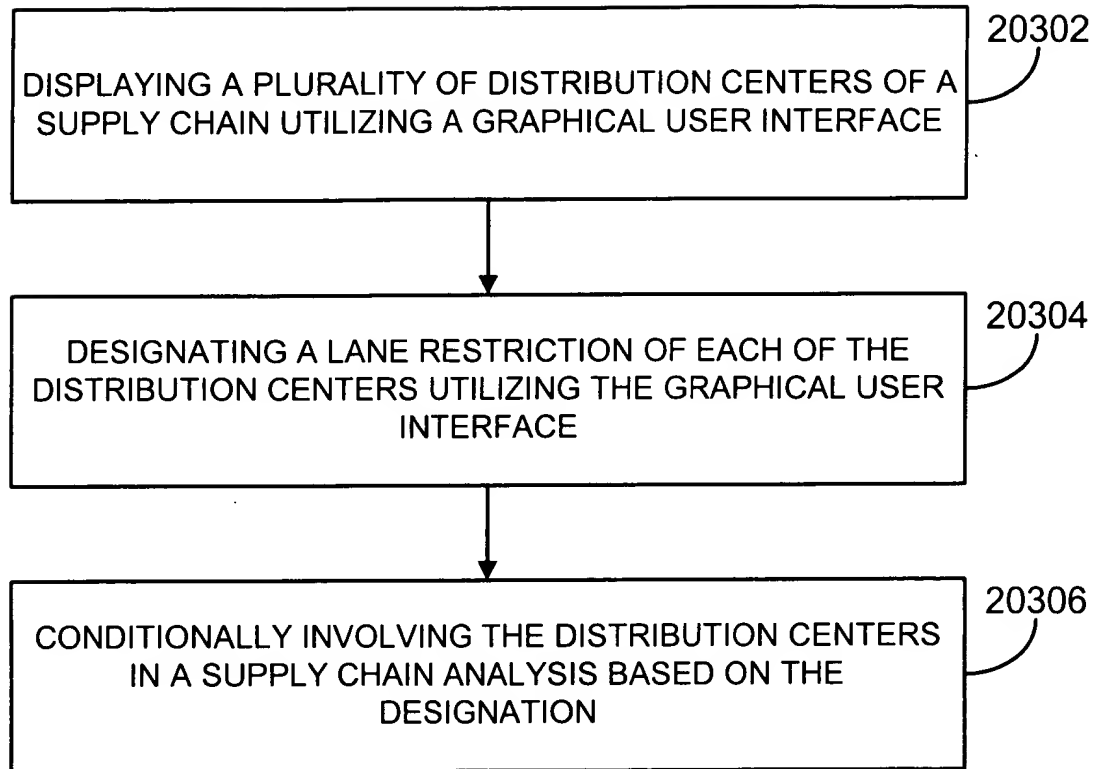 20302
DISPLAYING A PLURALITY OF DISTRIBUTION CENTERS OF A
SUPPLY CHAIN UTILIZING A GRAPHICAL USER INTERFACE
20304
DESIGNATING A LANE RESTRICTION OF EACH OF THE
DISTRIBUTION CENTERS UTILIZING THE GRAPHICAL USER
INTERFACE
20306
CONDITIONALLY INVOLVING THE DISTRIBUTION CENTERS
IN A SUPPLY CHAIN ANALYSIS BASED ON THE
DESIGNATION